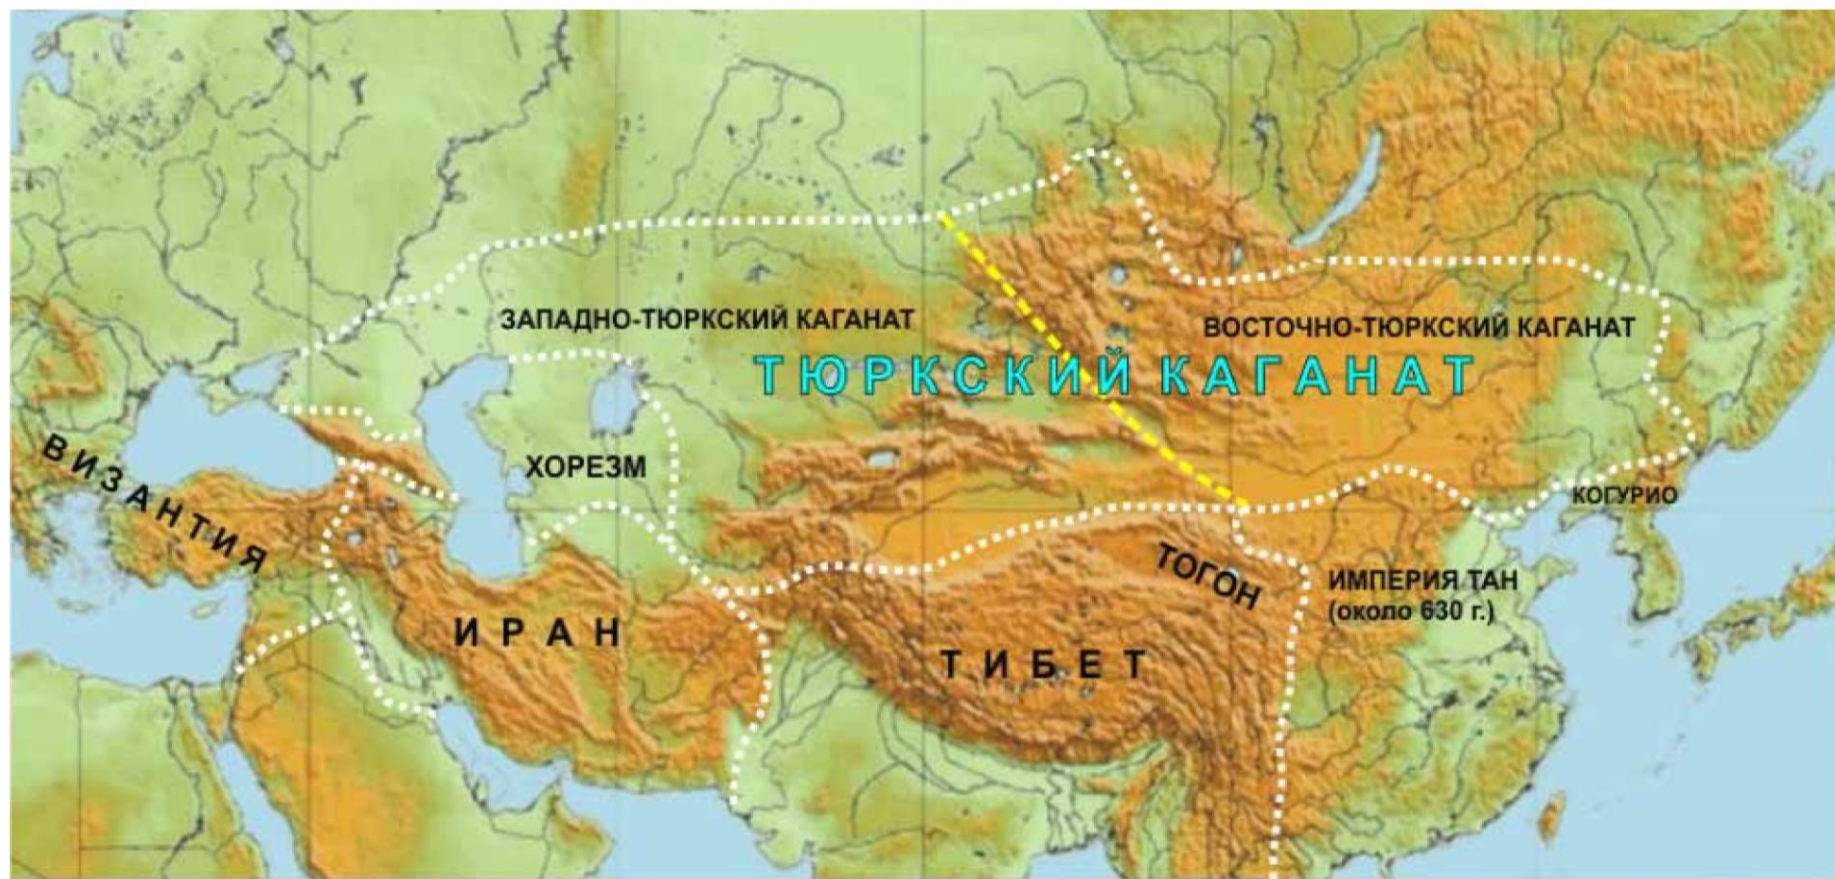 ЗАПАДНО-ТЮРКСКИЙ КАГАНАТ
ВОСТОЧНО-ТЮРКСКИЙ КАГАНАТ
ТЮРКСКИЙ КАГАНАТ
ВИЗАНТИЯ
ХОРЕЗМ
КОГУРИО
ТОГОН
ИМПЕРИЯ ТАН
(около 630 г.)
ИРАН
ТИБЕТ